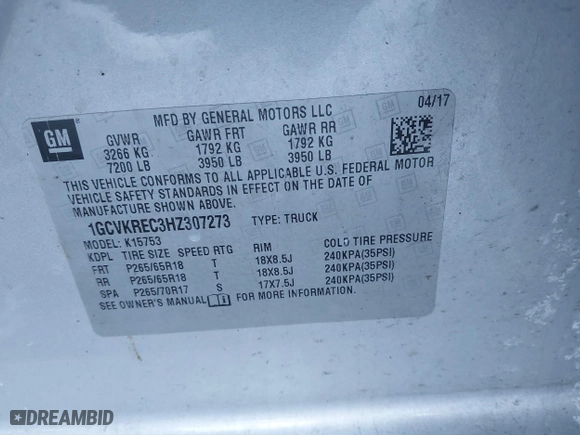 04/17
MFD BY GENERAL MOTORS LLC
GM
GVWR GAWR FRT GAWR RR
3266 KG 1792 KG 1792 KG
7200 LB 3950 LB 3950 LB
THIS VEHICLE CONFORMS TO ALL APPLICABLE U.S. FEDERAL MOTOR
VEHICLE SAFETY STANDARDS IN EFFECT ON THE DATE OF
MANUFACTURE SHOWN ABOVE.
1GCVKREC3HZ307273 TYPE: TRUCK
MODEL: K15753
KDPL TIRE SIZE SPEED RTG RIM COLD TIRE PRESSURE
FRT P265/65R18 T 18X8.5J 240KPA(35PSI)
RR P265/65R18 T 18X8.5J 240KPA(35PSI)
SPA P265/70R17 S 17X7.5J 240KPA(35PSI)
SEE OWNER'S MANUAL FOR MORE INFORMATION.
DREAMBID